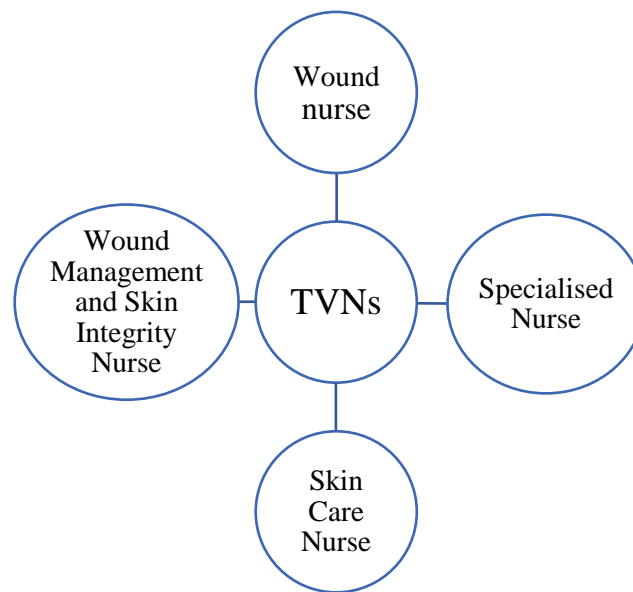 Wound
nurse
Wound
Management
and Skin
Integrity
Nurse
TVNs
Specialised
Nurse
Skin
Care
Nurse